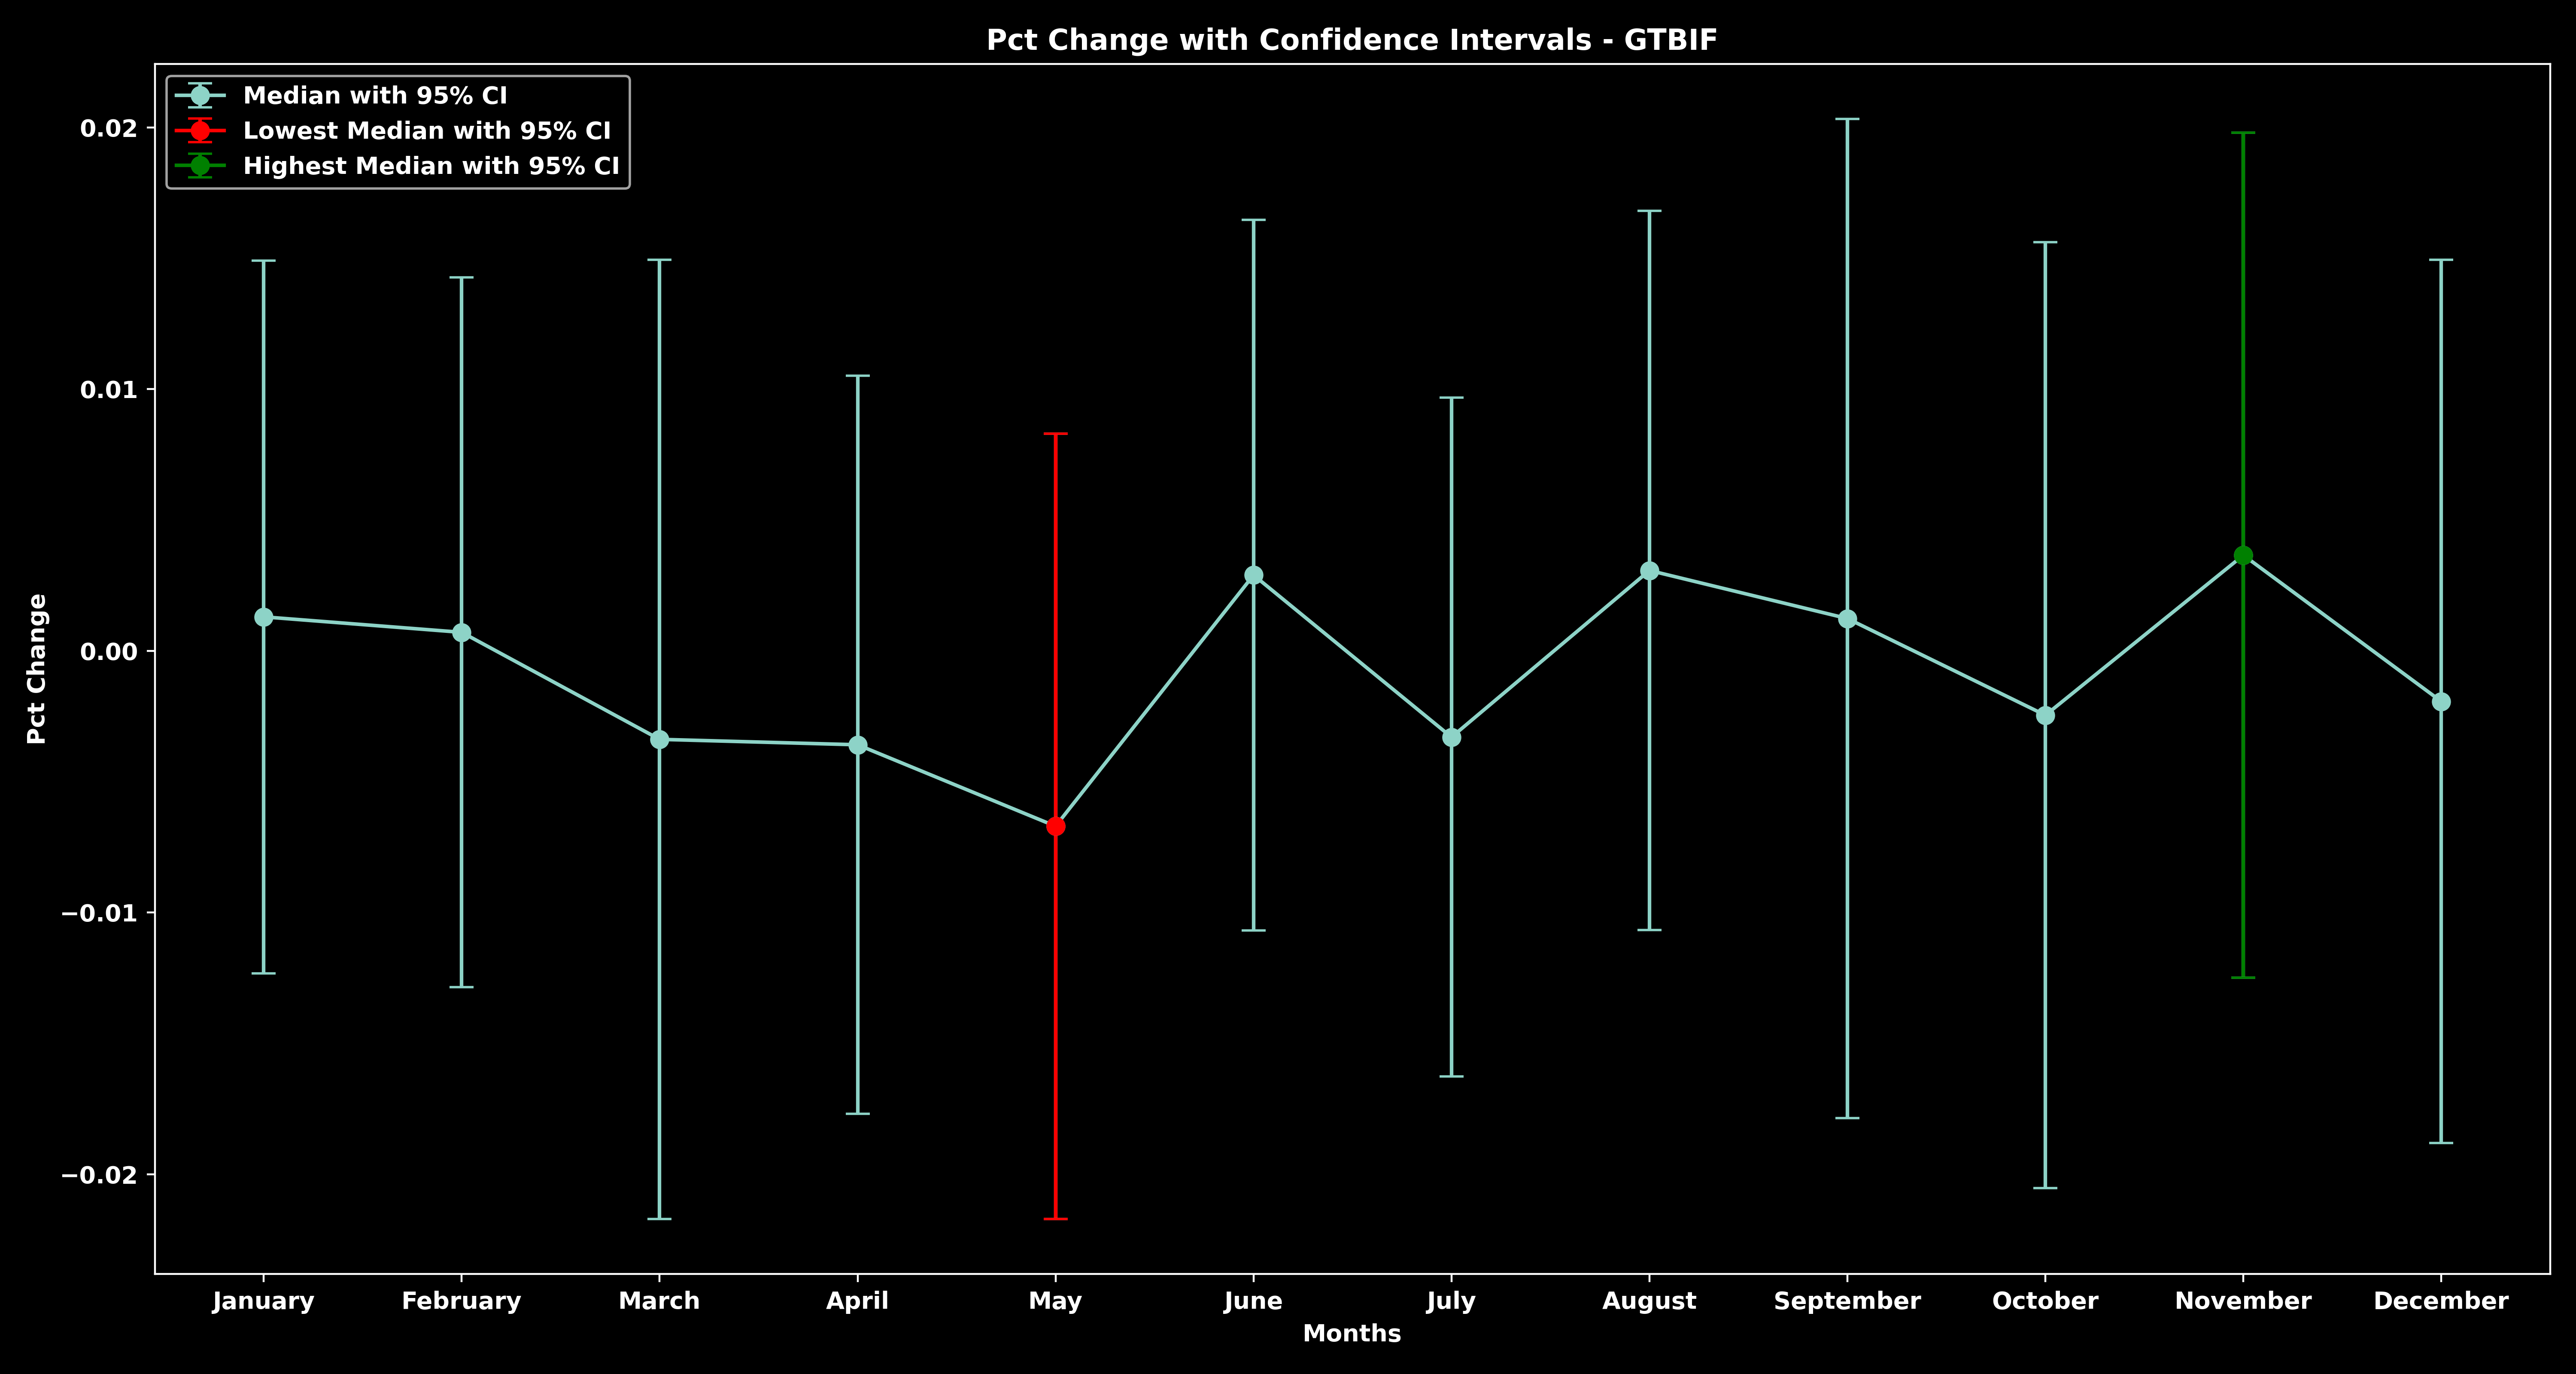 Pct Change with Confidence Intervals - GTBIF
Median with 95% CI
Lowest Median with 95% CI
Highest Median with 95% CI
0.02
0.01
0.00
−0.01
−0.02
Pct Change
January February March April May June July August September October November December
Months